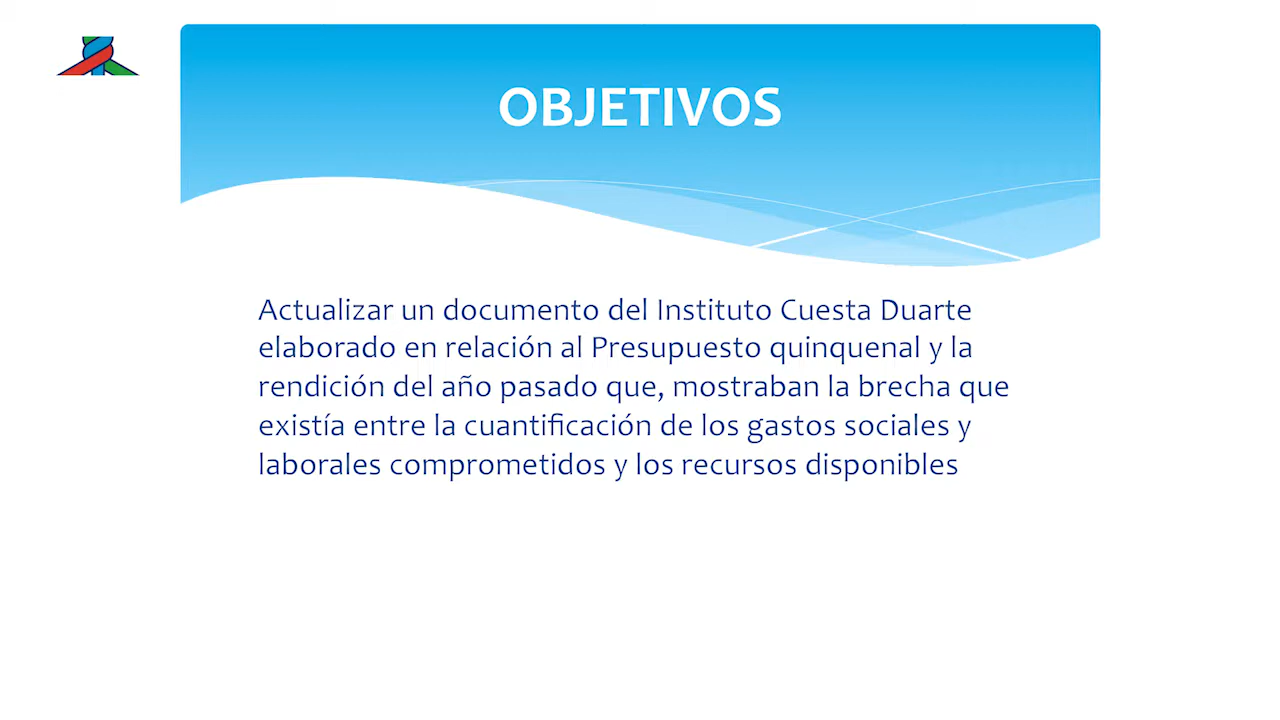 OBJETIVOS
Actualizar un documento del Instituto Cuesta Duarte
elaborado en relación al Presupuesto quinquenal y la
rendición del año pasado que, mostraban la brecha que
existía entre la cuantificación de los gastos sociales y
laborales comprometidos y los recursos disponibles